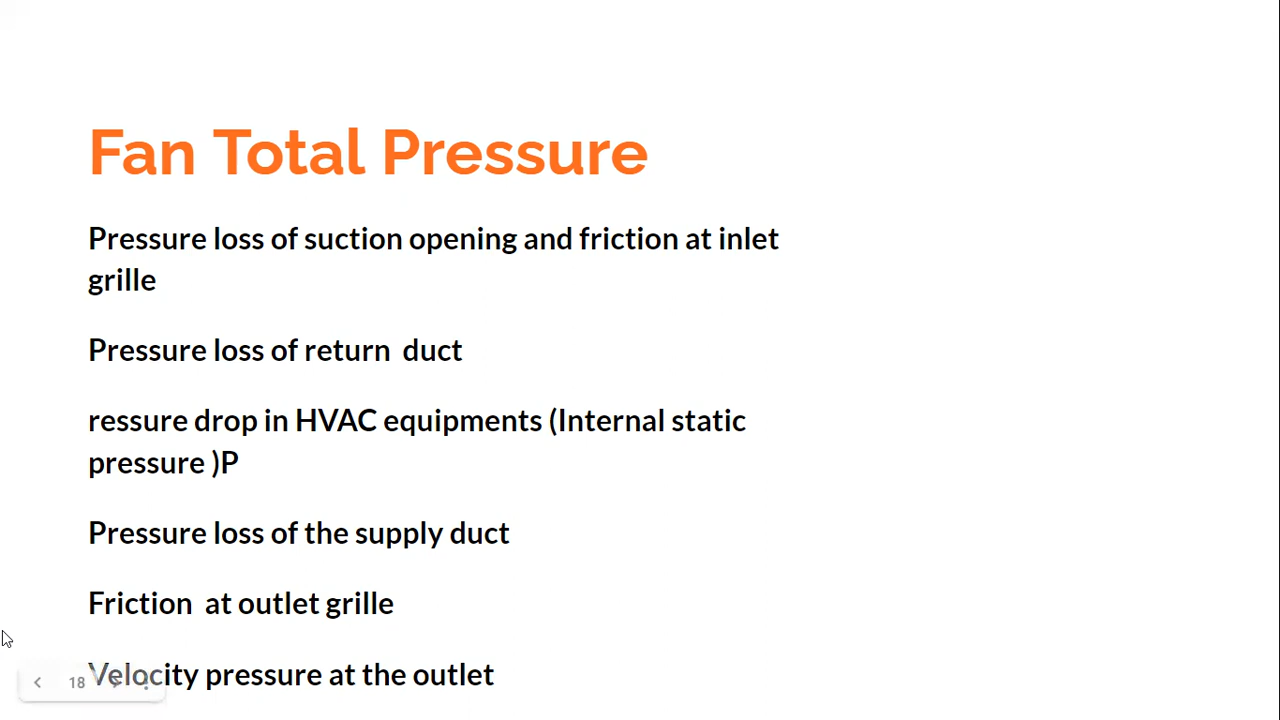 Fan Total Pressure
Pressure loss of suction opening and friction at inlet
grille
Pressure loss of return  duct
ressure drop in HVAC equipments (Internal static
pressure )P
Pressure loss of the supply duct
Friction  at outlet grille
Velocity pressure at the outlet
18